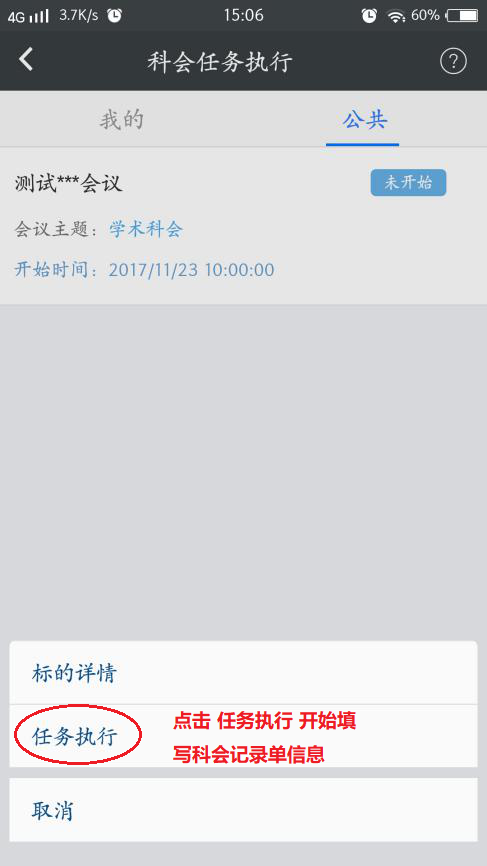 4G 3.7K/s 15:06 60%
科会任务执行 ?
我的 公共
测试***会议 未开始
会议主题：学术科会
开始时间：2017/11/23 10:00:00
标的详情
任务执行
点击 任务执行 开始填
写科会记录单信息
取消